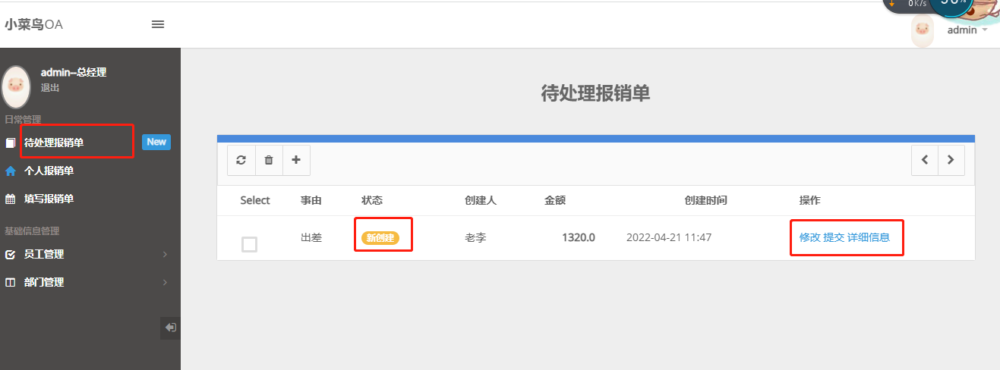 小菜鸟OA
0K/s
admin
admin--总经理
退出
日常管理
待处理报销单 New
个人报销单
填写报销单
基础信息管理
员工管理
部门管理
待处理报销单
Select 事由 状态 创建人 金额 创建时间 操作
出差 新创建 老李 1320.0 2022-04-21 11:47 修改 提交 详细信息